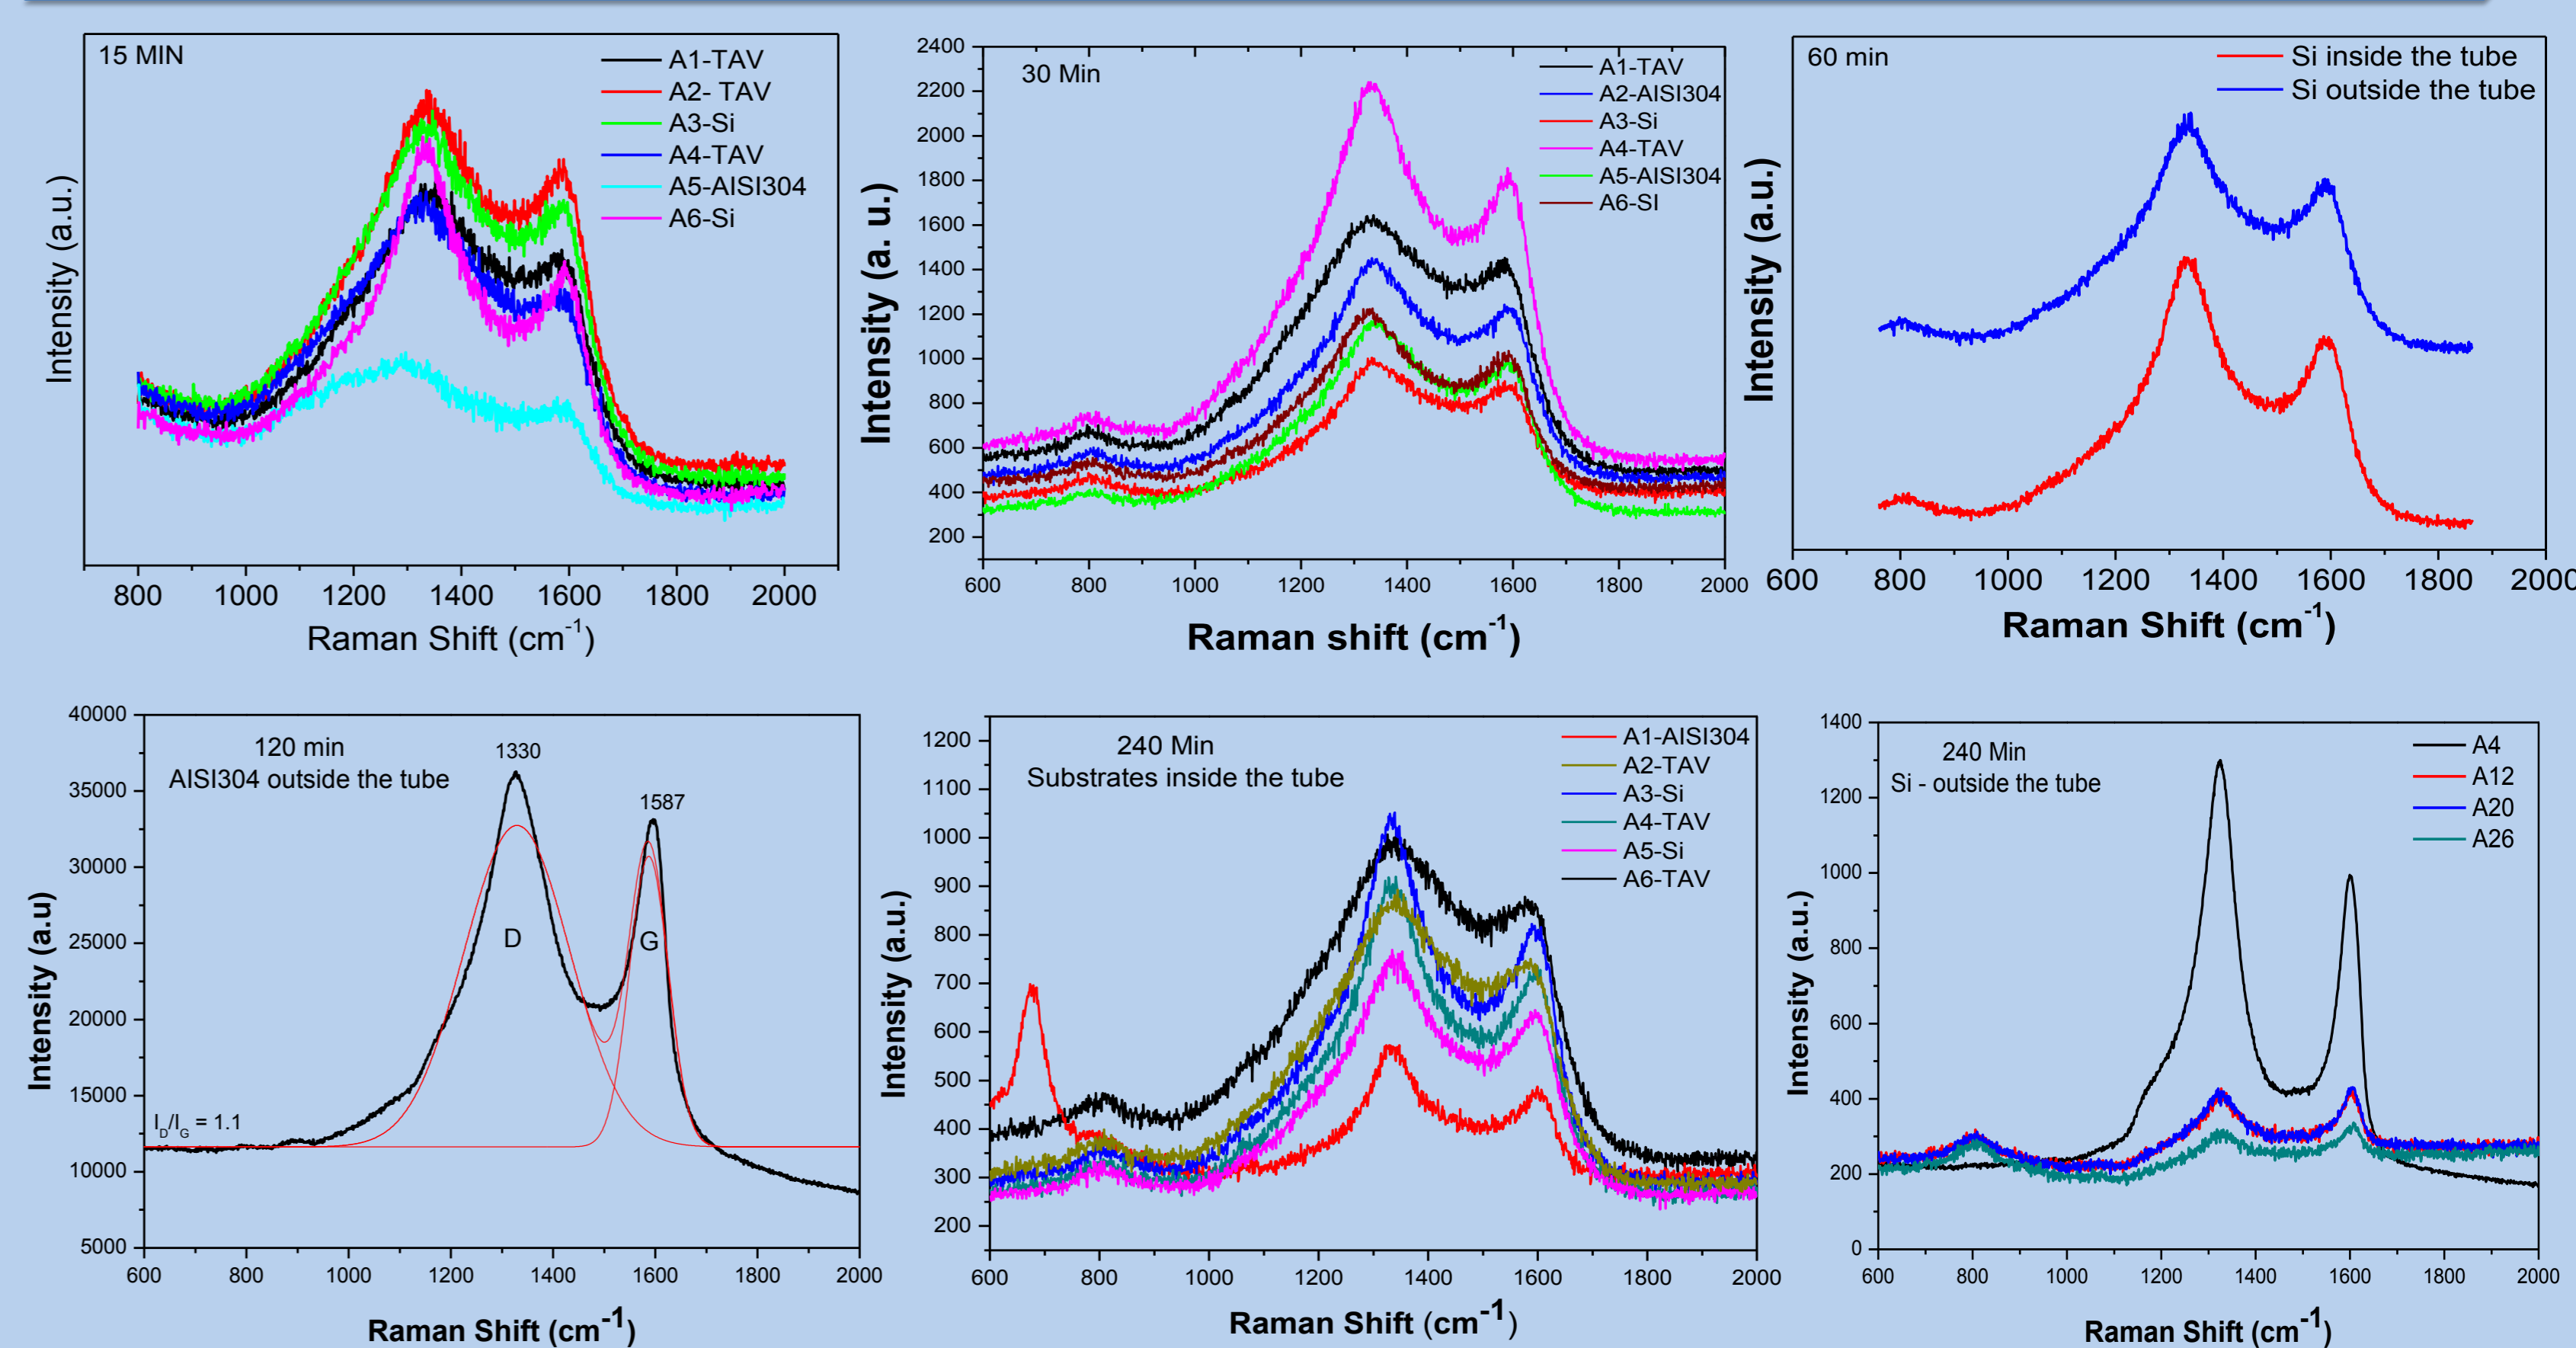 15 MIN
A1-TAV
A2- TAV
A3-Si
A4-TAV
A5-AISI304
A6-Si
Intensity (a.u.)
800 1000 1200 1400 1600 1800 2000
Raman Shift (cm-1)
30 Min
A1-TAV
A2-AISI304
A3-Si
A4-TAV
A5-AISI304
A6-SI
Intensity (a. u.)
2400
2200
2000
1800
1600
1400
1200
1000
800
600
400
200
600 800 1000 1200 1400 1600 1800 2000
Raman shift (cm-1)
60 min
Si inside the tube
Si outside the tube
Intensity (a.u.)
600 800 1000 1200 1400 1600 1800 2000
Raman Shift (cm-1)
120 min
AISI304 outside the tube
1330
1587
D
G
ID/IG = 1.1
Intensity (a.u)
40000
35000
30000
25000
20000
15000
10000
5000
600 800 1000 1200 1400 1600 1800 2000
Raman Shift (cm-1)
240 Min
Substrates inside the tube
A1-AISI304
A2-TAV
A3-Si
A4-TAV
A5-Si
A6-TAV
Intensity (a.u.)
1200
1100
1000
900
800
700
600
500
400
300
200
600 800 1000 1200 1400 1600 1800 2000
Raman Shift (cm-1)
240 Min
Si - outside the tube
A4
A12
A20
A26
Intensity (a.u.)
1400
1200
1000
800
600
400
200
0
600 800 1000 1200 1400 1600 1800 2000
Raman Shift (cm-1)